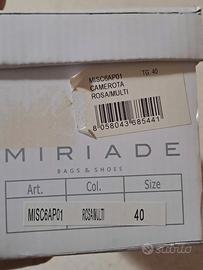 MISC6AP01 TG. 40
CAMEROTA
ROSA/MULTI
8 058043 685441
MIRIADE
BAGS & SHOES
Art. Col. Size
MISC6AP01 ROSA/MULTI 40
subito